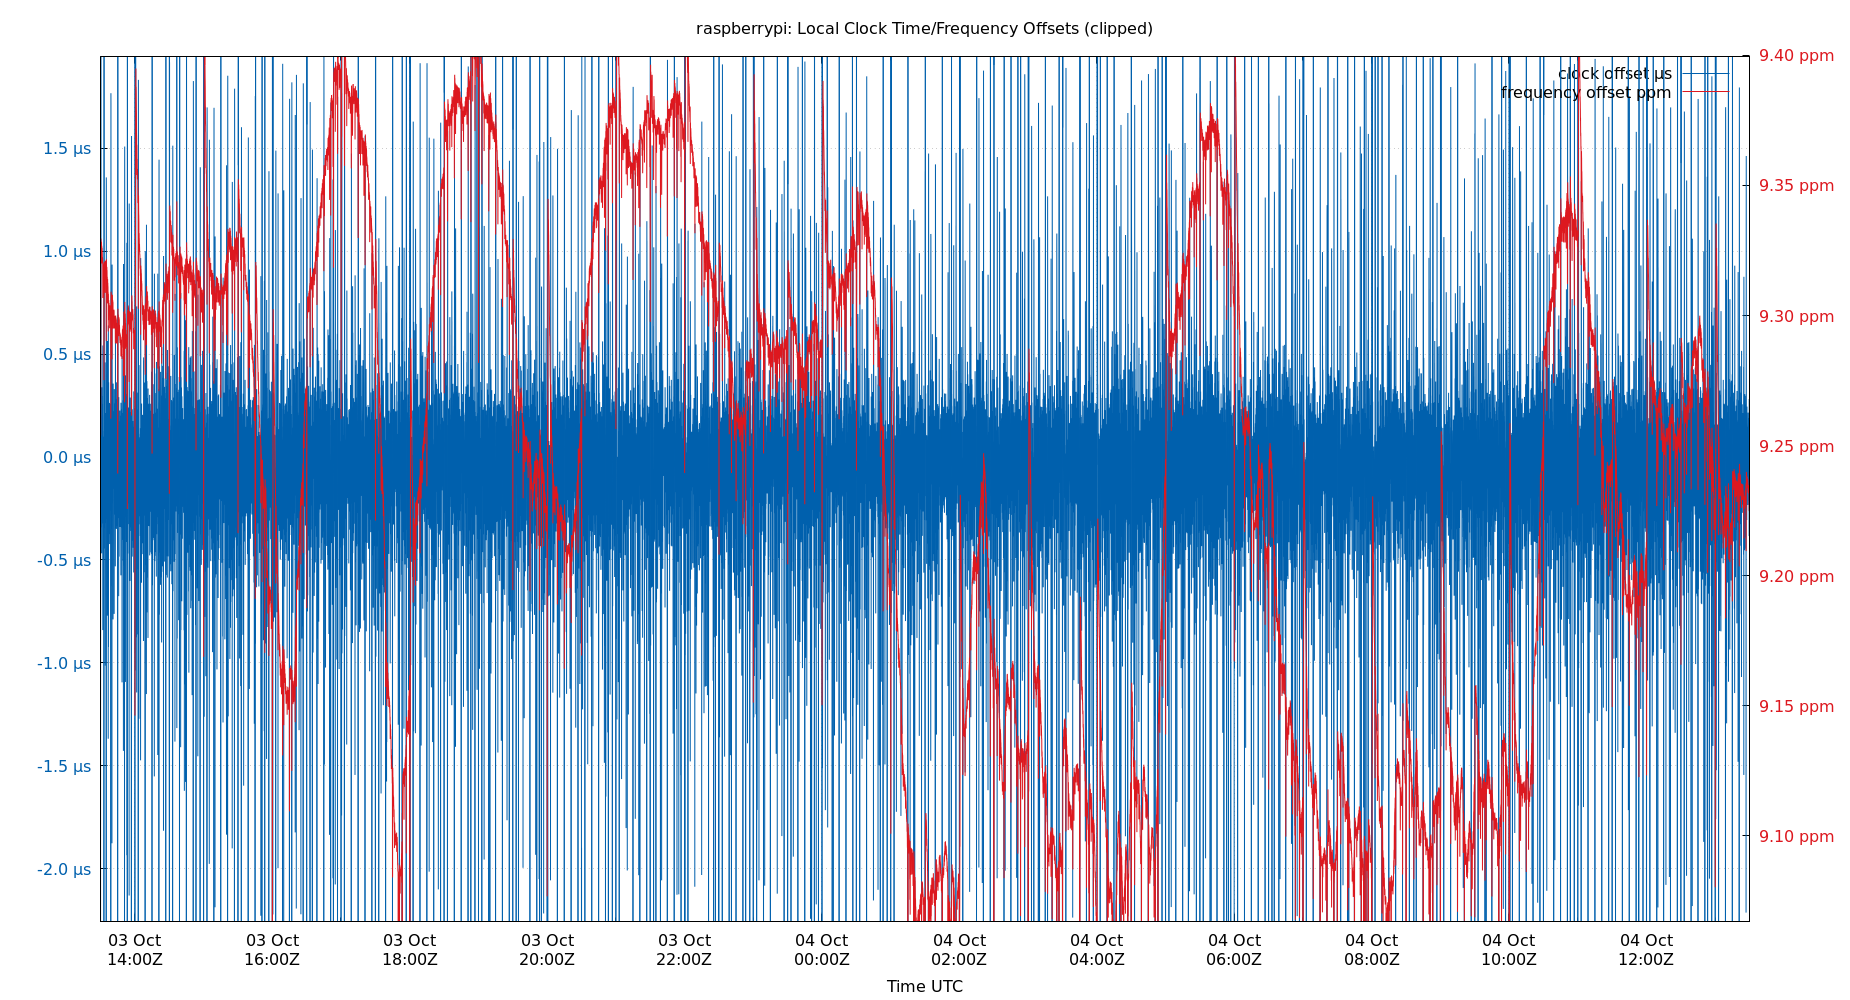 raspberrypi: Local Clock Time/Frequency Offsets (clipped)
9.40 ppm
clock offset µs
frequency offset ppm
1.5 µs
9.35 ppm
1.0 µs
9.30 ppm
0.5 µs
0.0 µs
9.25 ppm
-0.5 µs
9.20 ppm
-1.0 µs
9.15 ppm
-1.5 µs
9.10 ppm
-2.0 µs
03 Oct 03 Oct 03 Oct 03 Oct 03 Oct 04 Oct 04 Oct 04 Oct 04 Oct 04 Oct 04 Oct 04 Oct
14:00Z 16:00Z 18:00Z 20:00Z 22:00Z 00:00Z 02:00Z 04:00Z 06:00Z 08:00Z 10:00Z 12:00Z
Time UTC